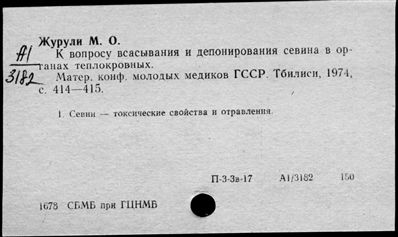 Журули М. О.
А1
3182
К вопросу всасывания и депонирования севина в ор-
ганах теплокровных.
Матер. конф. молодых медиков ГССР. Тбилиси, 1974,
с. 414—415.
1. Севин — токсические свойства и отравления.
П-3-3в-17 А1/3182 150
1678 СБМБ при ГЦНМБ